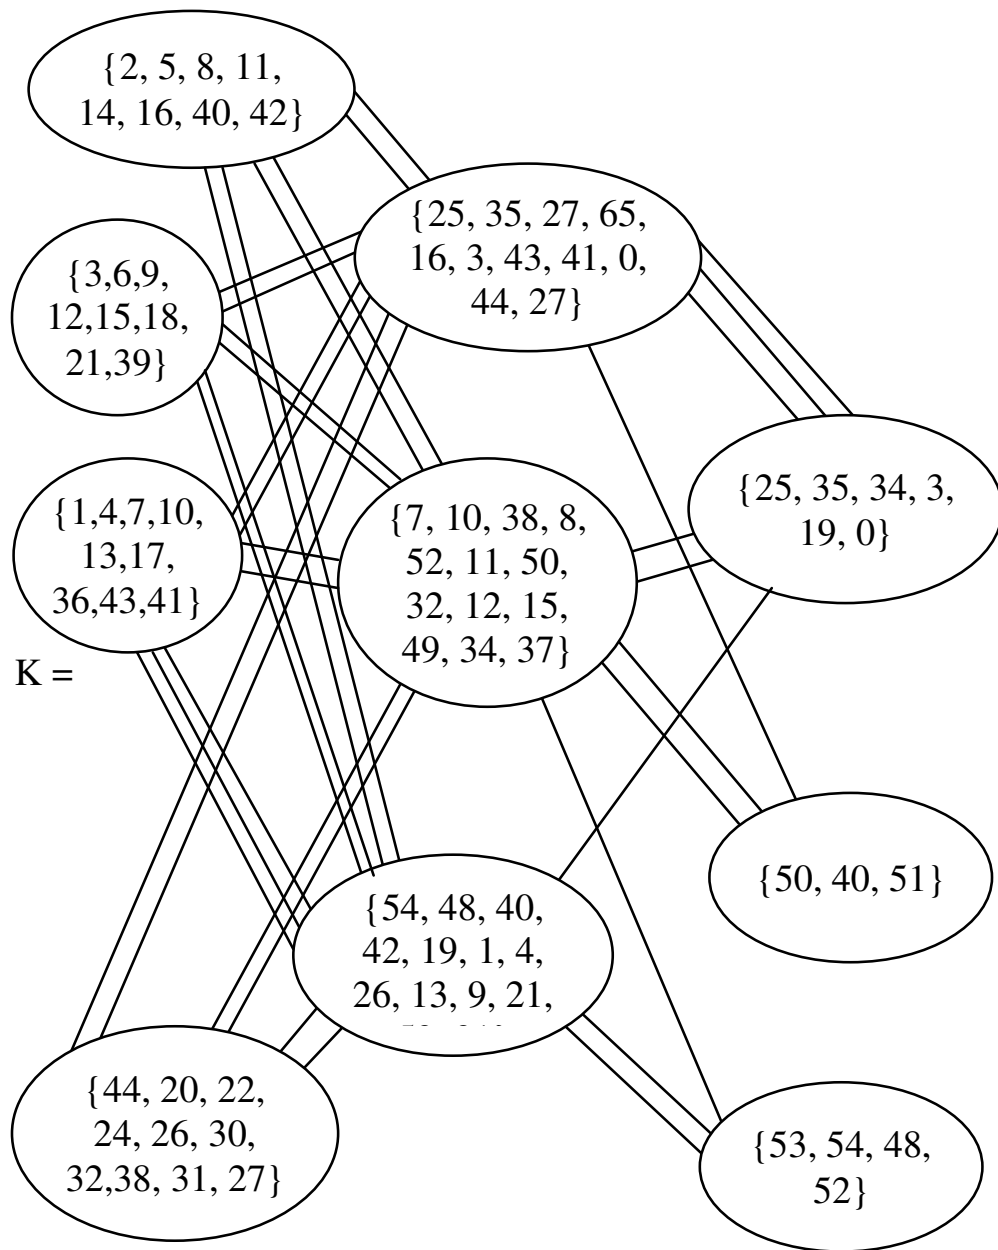 {2, 5, 8, 11,
14, 16, 40, 42}
{25, 35, 27, 65,
16, 3, 43, 41, 0,
44, 27}
{3,6,9,
12,15,18,
21,39}
{25, 35, 34, 3,
19, 0}
{1,4,7,10,
13,17,
36,43,41}
{7, 10, 38, 8,
52, 11, 50,
32, 12, 15,
49, 34, 37}
K =
{50, 40, 51}
{54, 48, 40,
42, 19, 1, 4,
26, 13, 9, 21,
{44, 20, 22,
24, 26, 30,
32,38, 31, 27}
{53, 54, 48,
52}